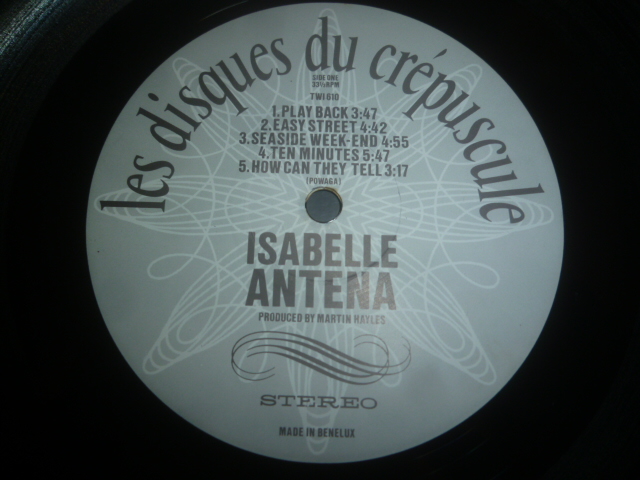 les disques du crépuscule
SIDE ONE
33⅓ RPM
TWI 610
1.PLAY BACK 3:47
2.EASY STREET 4:42
3.SEASIDE WEEK-END 4:55
4.TEN MINUTES 5:47
5.HOW CAN THEY TELL 3:17
(POWAGA)
ISABELLE
ANTENA
PRODUCED BY MARTIN HAYLES
STEREO
MADE IN BENELUX